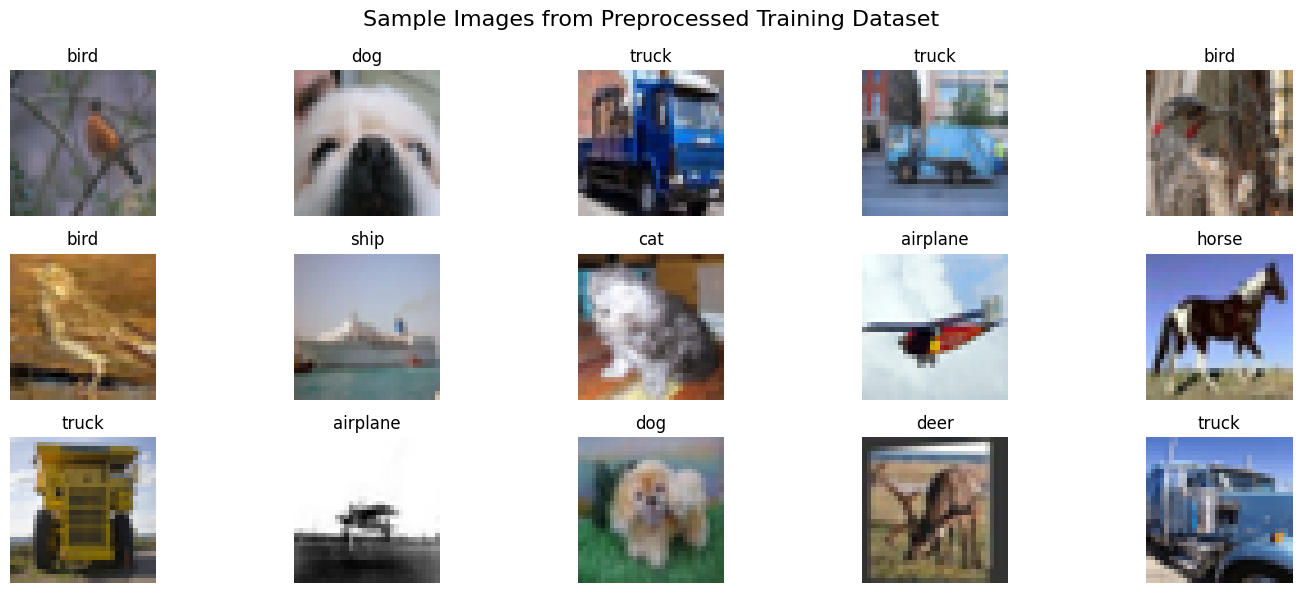 Sample Images from Preprocessed Training Dataset
bird dog truck truck bird
bird ship cat airplane horse
truck airplane dog deer truck